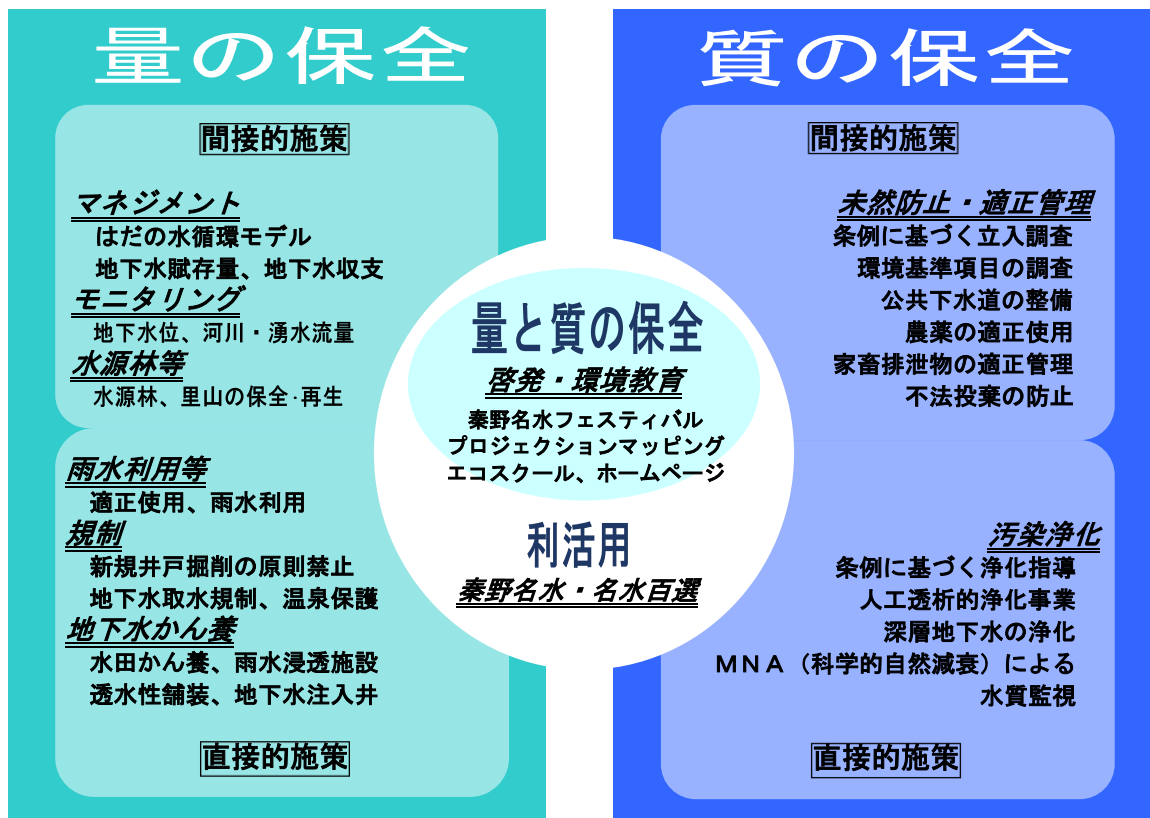 量の保全
間接的施策
マネジメント
はだの水循環モデル
地下水賦存量、地下水収支
モニタリング
地下水位、河川・湧水流量
水源林等
水源林、里山の保全・再生
雨水利用等
適正使用、雨水利用
規制
新規井戸掘削の原則禁止
地下水取水規制、温泉保護
地下水かん養
水田かん養、雨水浸透施設
透水性舗装、地下水注入井
直接的施策
量と質の保全
啓発・環境教育
秦野名水フェスティバル
プロジェクションマッピング
エコスクール、ホームページ
利活用
秦野名水・名水百選
質の保全
間接的施策
未然防止・適正管理
条例に基づく立入調査
環境基準項目の調査
公共下水道の整備
農薬の適正使用
家畜排泄物の適正管理
不法投棄の防止
汚染浄化
条例に基づく浄化指導
人工透析的浄化事業
深層地下水の浄化
ＭＮＡ（科学的自然減衰）による
水質監視
直接的施策